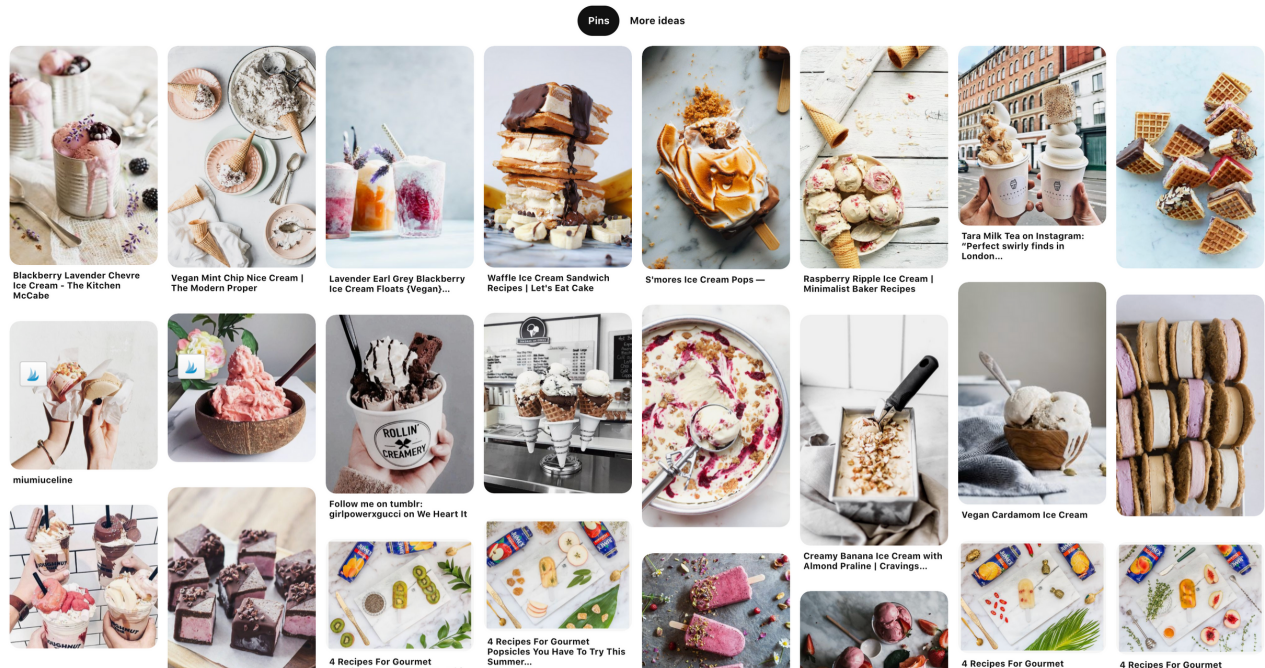 Pins
More ideas
Blackberry Lavender Chevre
Ice Cream - The Kitchen
McCabe
Vegan Mint Chip Nice Cream |
The Modern Proper
Lavender Earl Grey Blackberry
Ice Cream Floats {Vegan}...
Waffle Ice Cream Sandwich
Recipes | Let's Eat Cake
S'mores Ice Cream Pops —
Raspberry Ripple Ice Cream |
Minimalist Baker Recipes
Tara Milk Tea on Instagram:
“Perfect swirly finds in
London...
miumiuceline
ROLLIN'
CREAMERY
Follow me on tumblr:
girlpowerxgucci on We Heart It
Creamy Banana Ice Cream with
Almond Praline | Cravings...
Vegan Cardamom Ice Cream
4 Recipes For Gourmet
4 Recipes For Gourmet
Popsicles You Have To Try This
Summer...
4 Recipes For Gourmet
4 Recipes For Gourmet